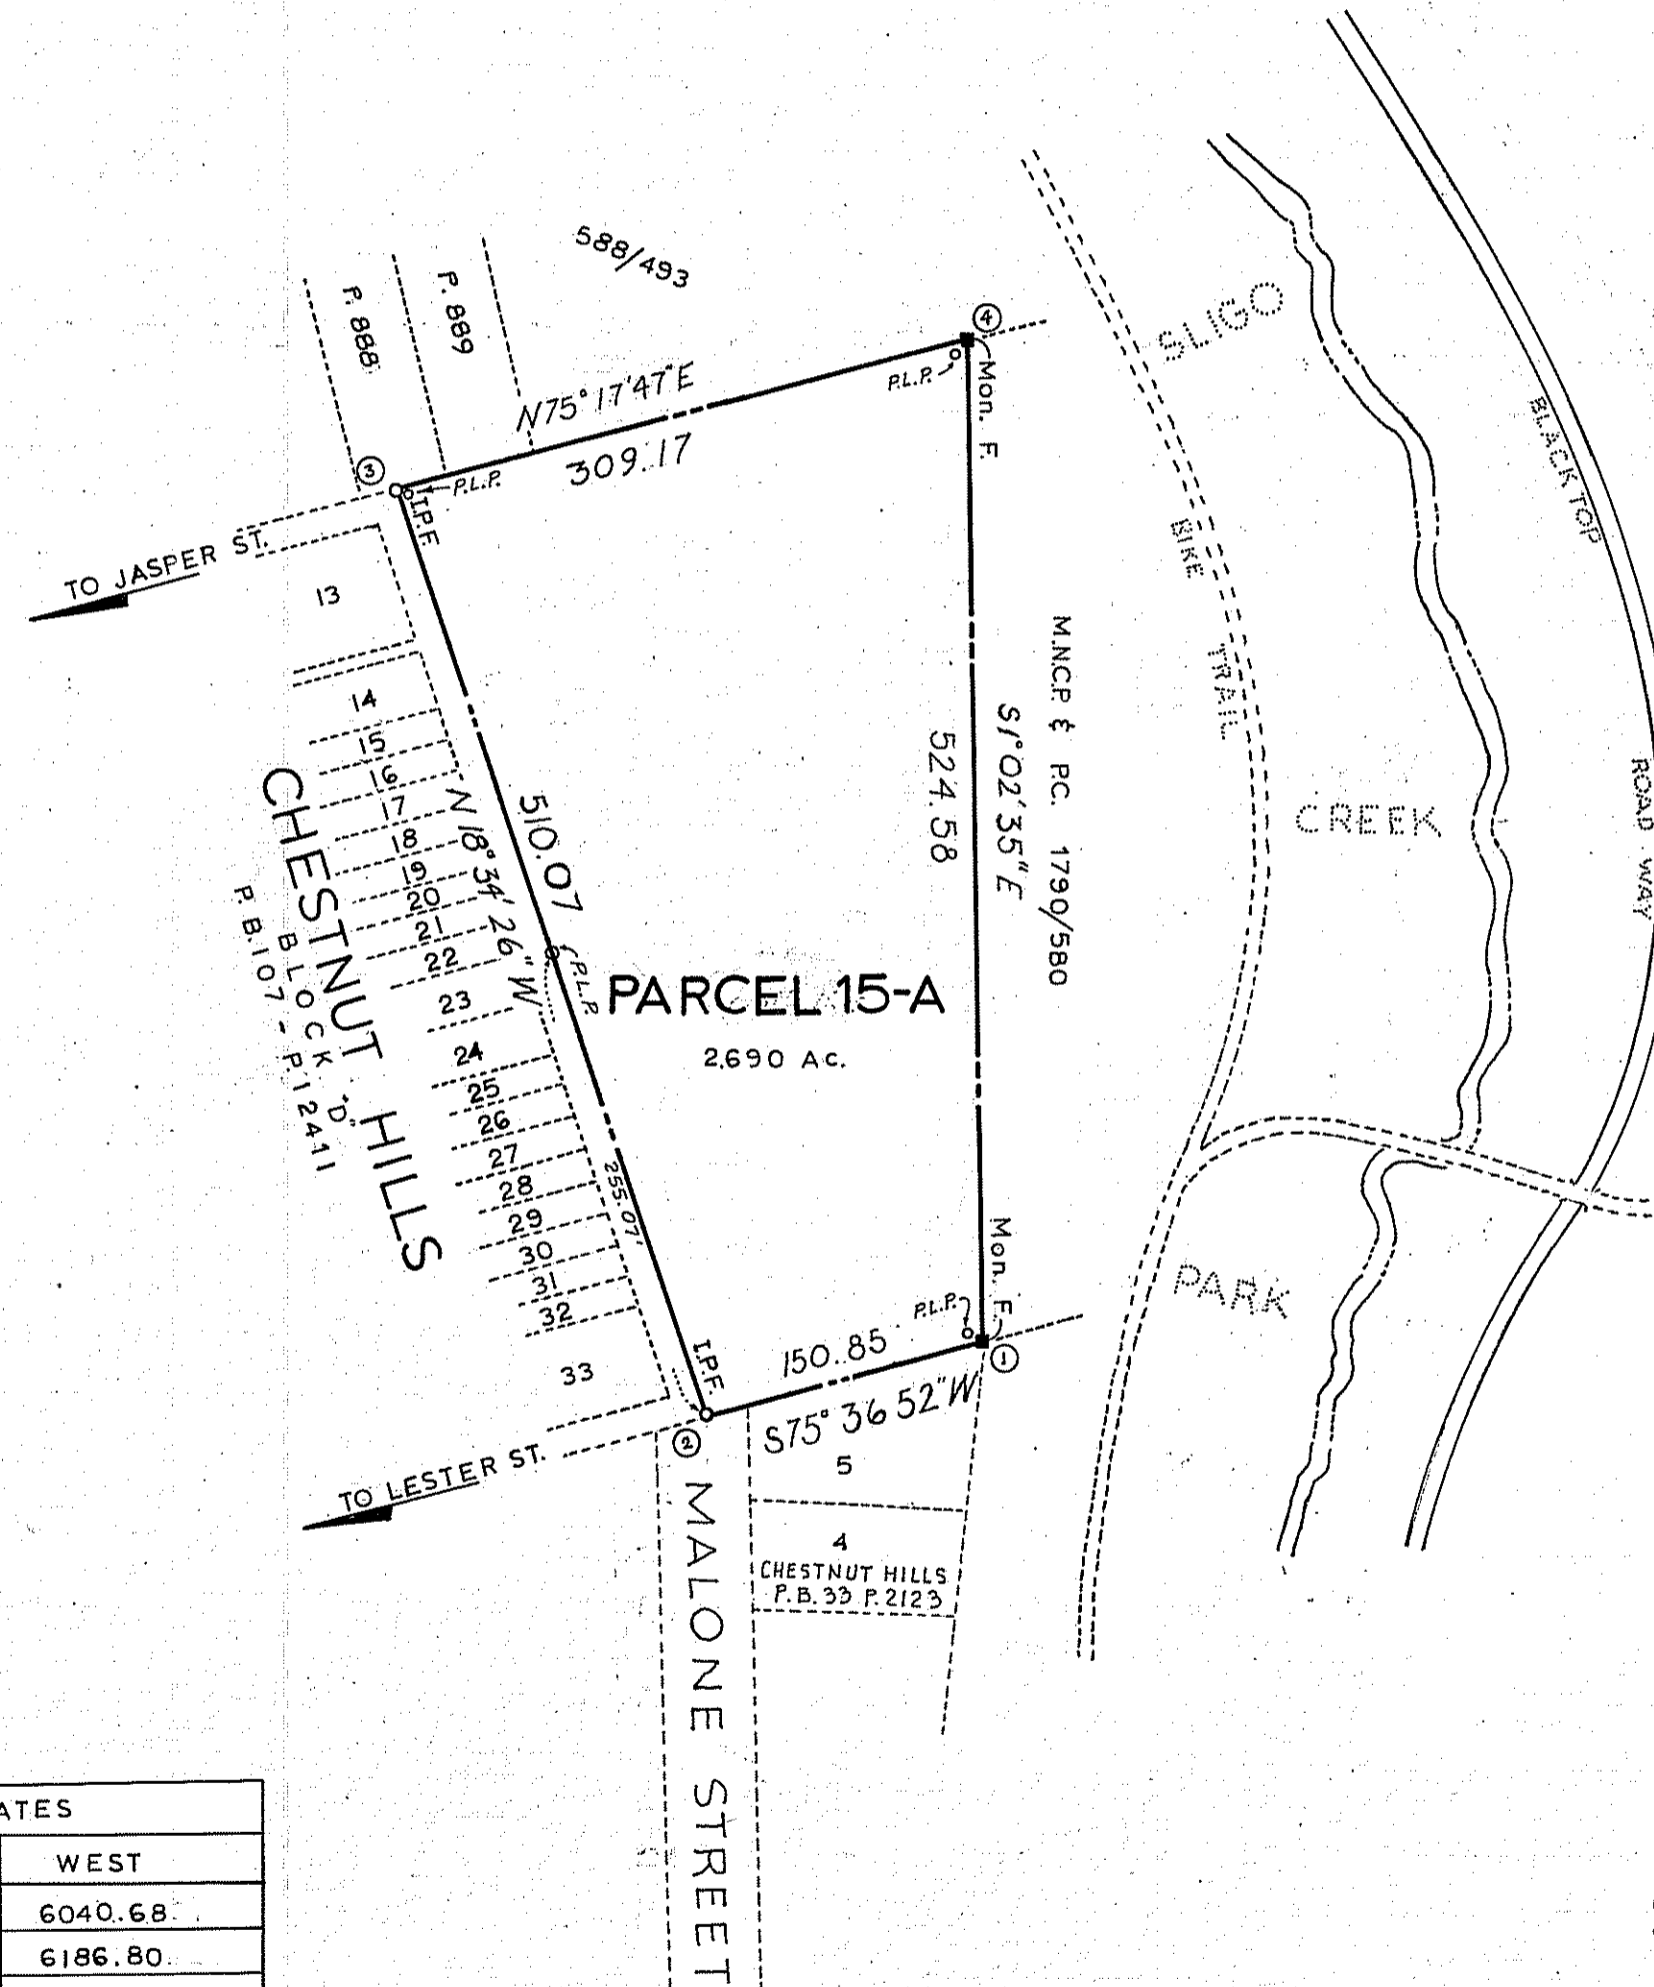 588/493
P. 888
P. 889
④
SLIGO
P.L.P.
Mon. F.
N75°17'47"E
309.17
③
P.L.P.
I.P.F.
BLACK TOP
TO JASPER ST.
BIKE
TRAIL
13
14
15
16
17
18
19
20
21
22
23
24
25
26
27
28
29
30
31
32
33
CHESTNUT HILLS
BLOCK "D"
P.B. 107 - P. 12411
N 18° 34' 26" W
510.07
P.L.P.
255.07'
PARCEL 15-A
2.690 AC.
524.58
S1°02'35"E
M.N.C.P. & P.C. 1790/580
CREEK
ROAD WAY
PARK
Mon. F.
P.L.P.
①
I.P.F.
150.85
S75° 36 52"W
②
TO LESTER ST.
5
4
CHESTNUT HILLS
P.B. 33 P. 2123
MALONE STREET
ATES
WEST
6040.68
6186.80